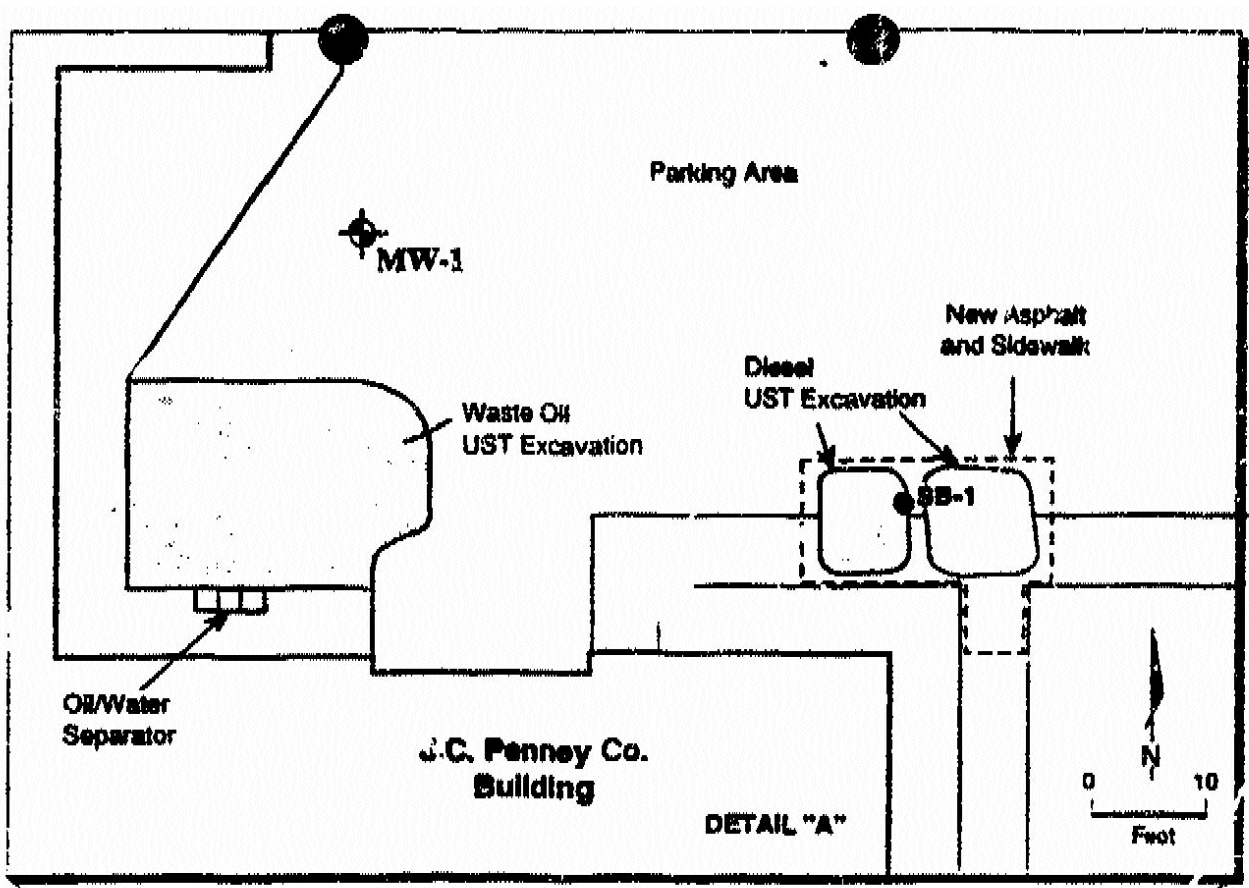 Parking Area
MW-1
New Asphalt
and Sidewalk
Diesel
UST Excavation
Waste Oil
UST Excavation
SB-1
Oil/Water
Separator
J.C. Penney Co.
Building
DETAIL "A"
N
0 10
Feet